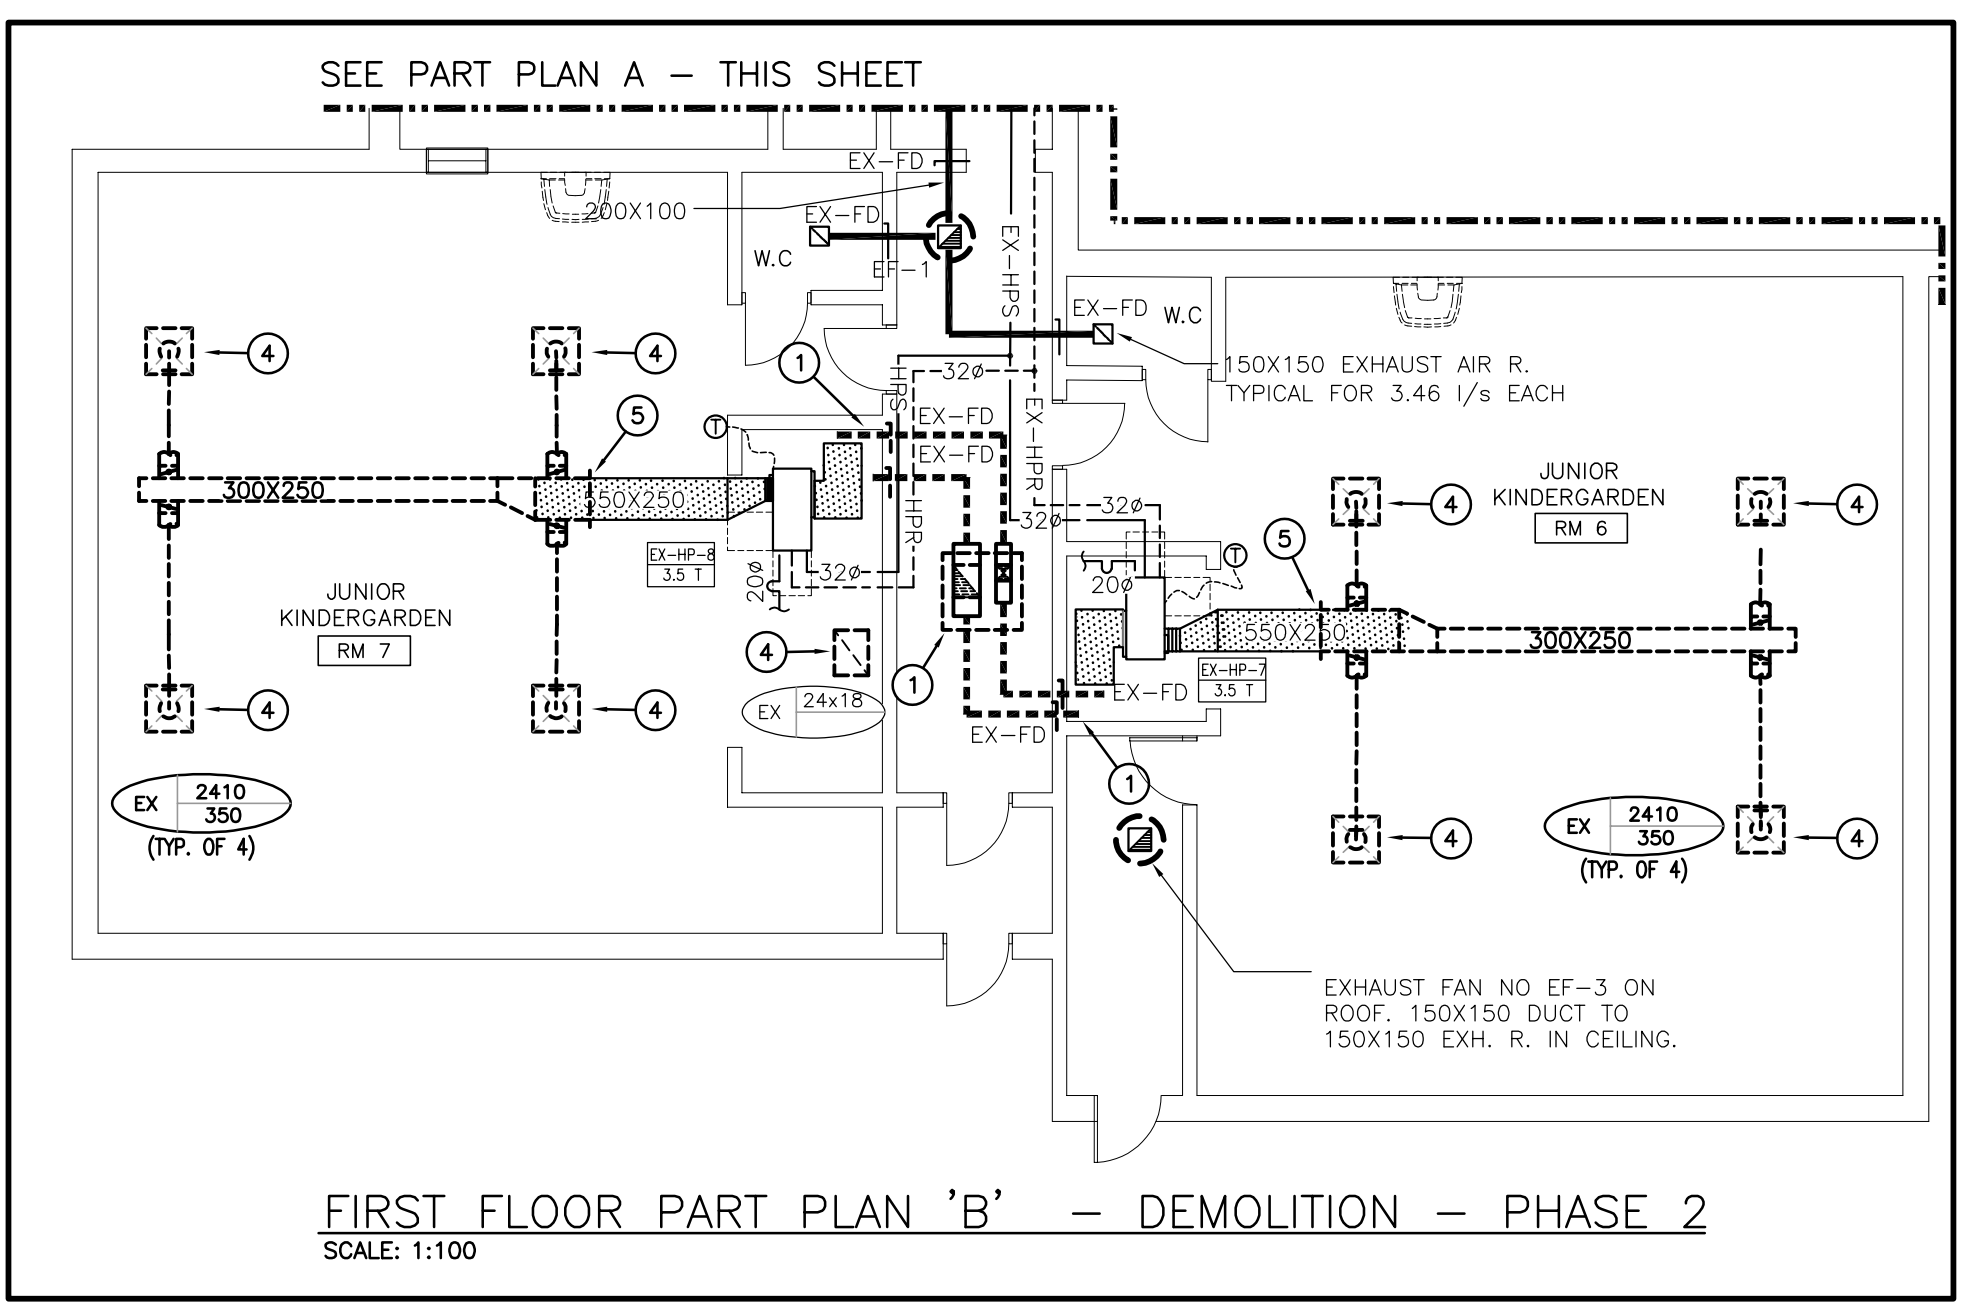 SEE PART PLAN A - THIS SHEET
EX-FD
200X100
EX-FD
W.C
EF-1
EX-HPS
EX-FD
W.C
150X150 EXHAUST AIR R.
TYPICAL FOR 3.46 l/s EACH
4
4
1
HPS
32ø
EX-HPR
5
T
EX-FD
EX-FD
300X250
550X250
HPR
32ø
32ø
JUNIOR
KINDERGARDEN
RM 6
4
4
EX-HP-8
3.5 T
20ø
32ø
JUNIOR
KINDERGARDEN
RM 7
4
1
5
T
20ø
550X250
300X250
EX-HP-7
3.5 T
EX-FD
EX-FD
EX
24x18
4
4
1
EX
2410
350
(TYP. OF 4)
EX
2410
350
(TYP. OF 4)
4
4
EXHAUST FAN NO EF-3 ON
ROOF. 150X150 DUCT TO
150X150 EXH. R. IN CEILING.
FIRST FLOOR PART PLAN 'B' - DEMOLITION - PHASE 2
SCALE: 1:100